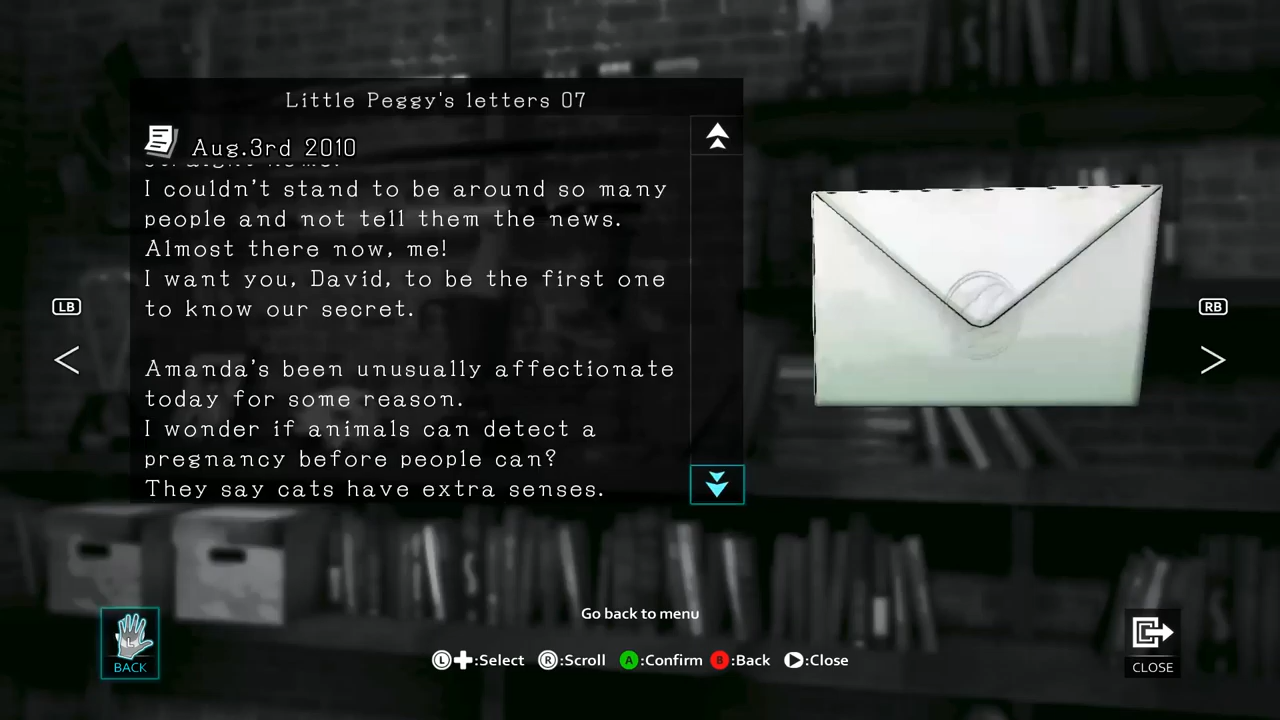 Little Peggy's letters 07
Aug.3rd 2010
I couldn't stand to be around so many
people and not tell them the news.
Almost there now, me!
I want you, David, to be the first one
to know our secret.
Amanda's been unusually affectionate
today for some reason.
I wonder if animals can detect a
pregnancy before people can?
They say cats have extra senses.
LB
RB
Go back to menu
L :Select R :Scroll A :Confirm B :Back :Close
L
BACK
CLOSE